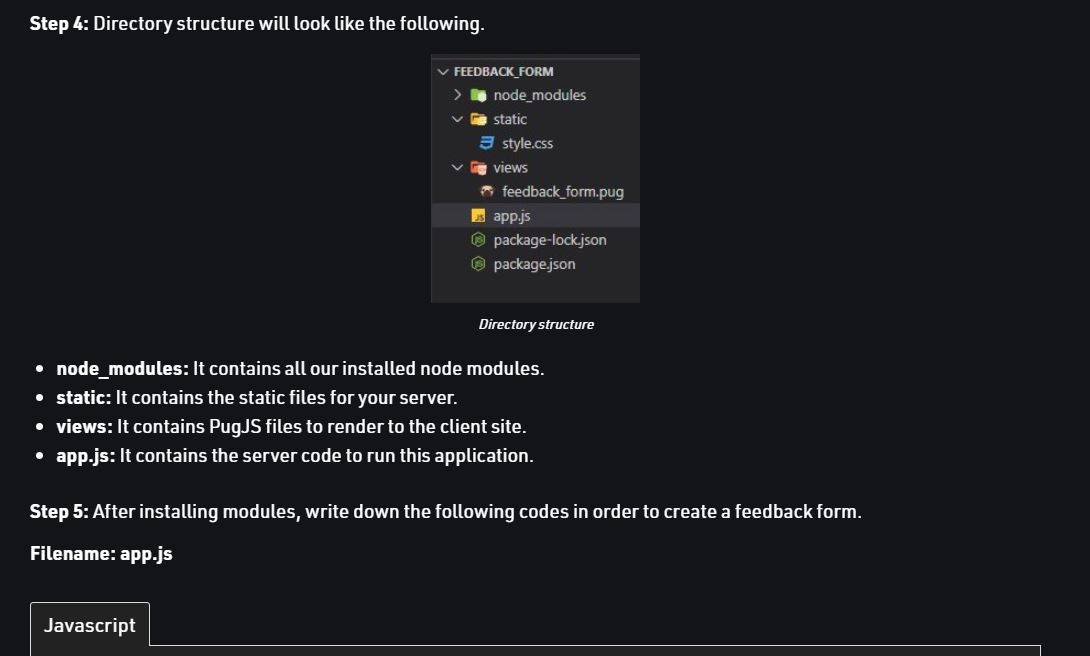 Step 4: Directory structure will look like the following.
FEEDBACK_FORM
node_modules
static
style.css
views
feedback_form.pug
JS app.js
package-lock.json
package.json
Directory structure
• node_modules: It contains all our installed node modules.
• static: It contains the static files for your server.
• views: It contains PugJS files to render to the client site.
• app.js: It contains the server code to run this application.
Step 5: After installing modules, write down the following codes in order to create a feedback form.
Filename: app.js
Javascript